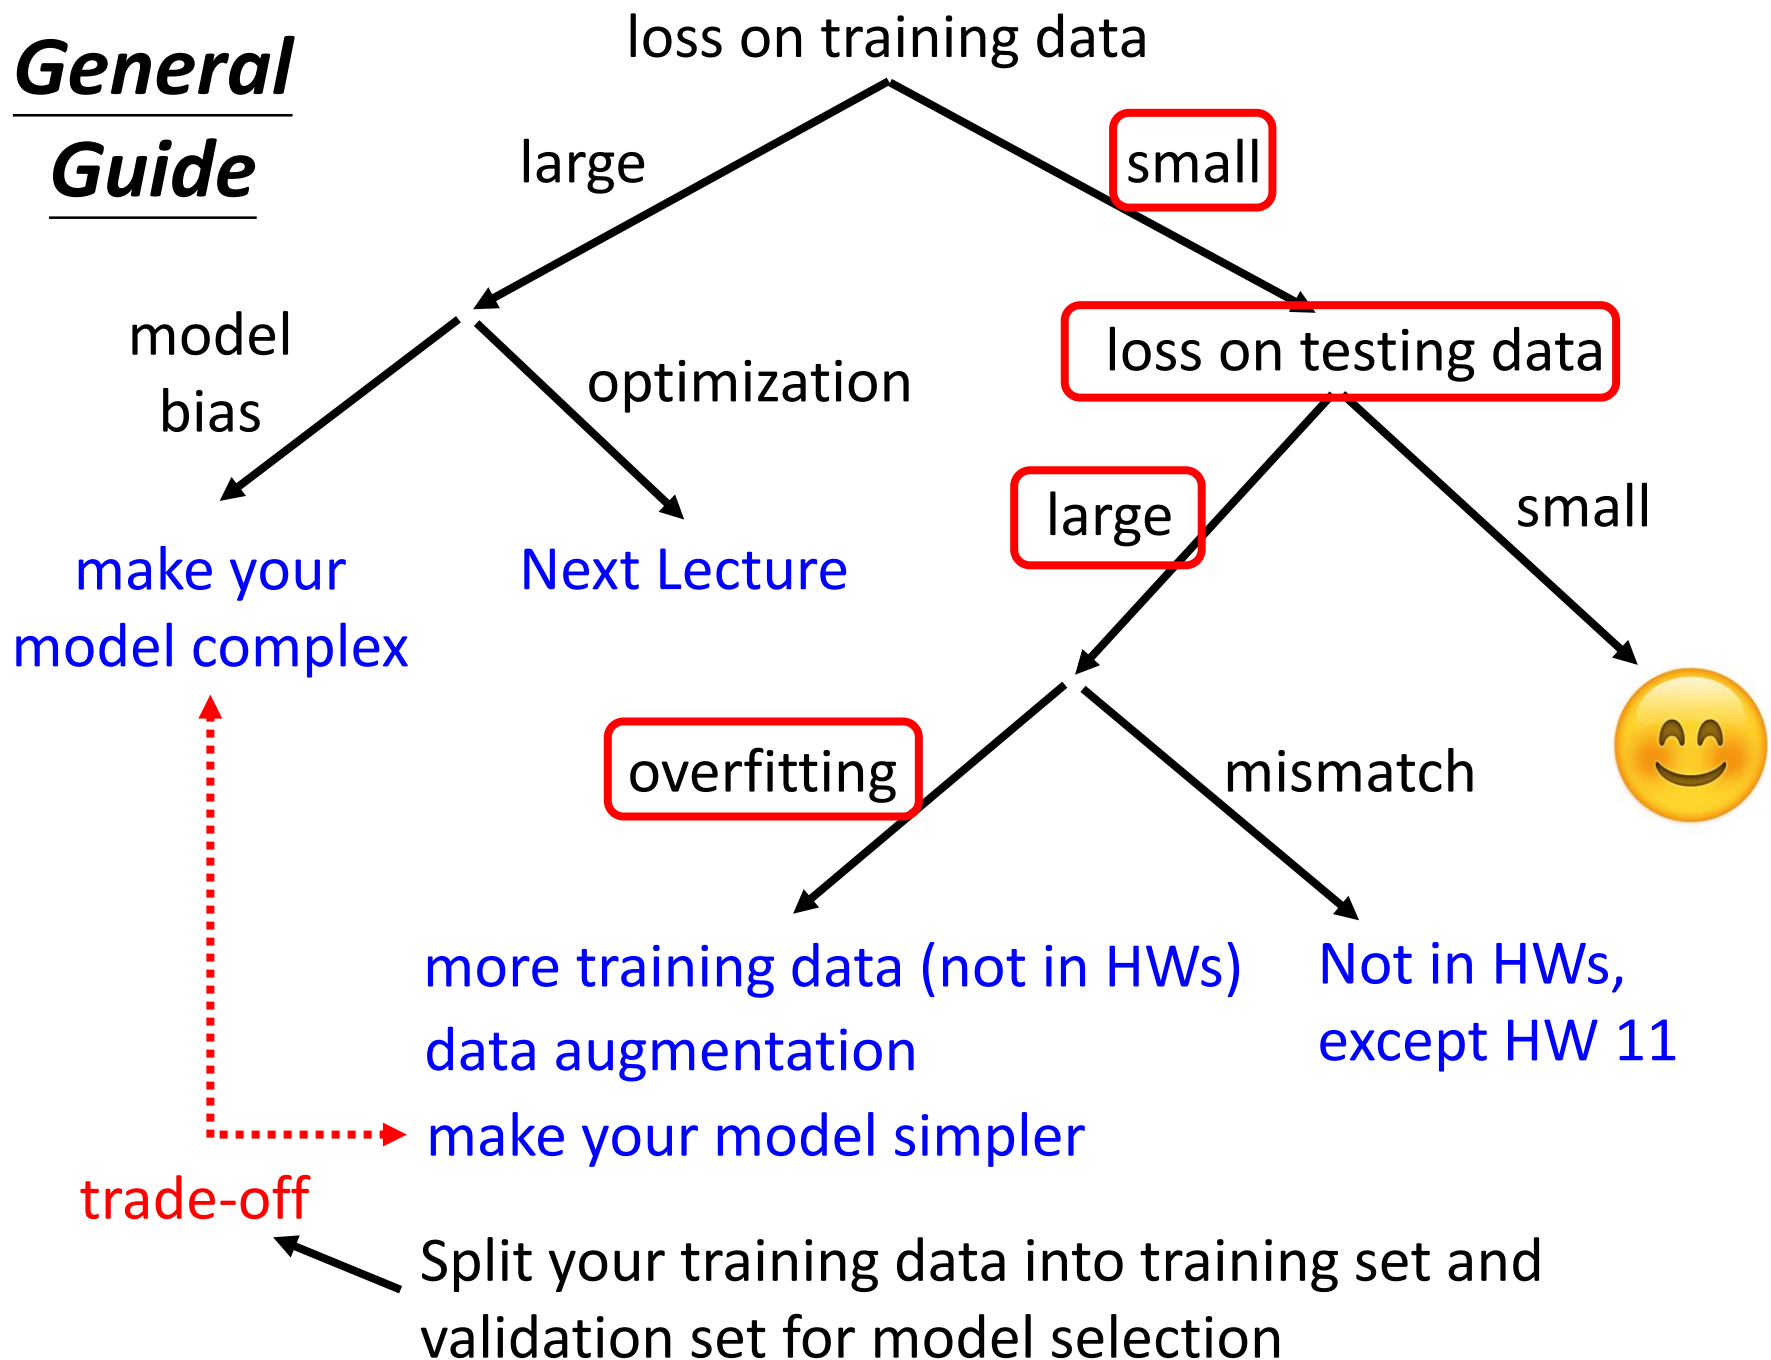 General
Guide
loss on training data
large
small
model
bias
optimization
loss on testing data
make your
model complex
Next Lecture
large
small
overfitting
mismatch
more training data (not in HWs)
data augmentation
make your model simpler
Not in HWs,
except HW 11
trade-off
Split your training data into training set and
validation set for model selection